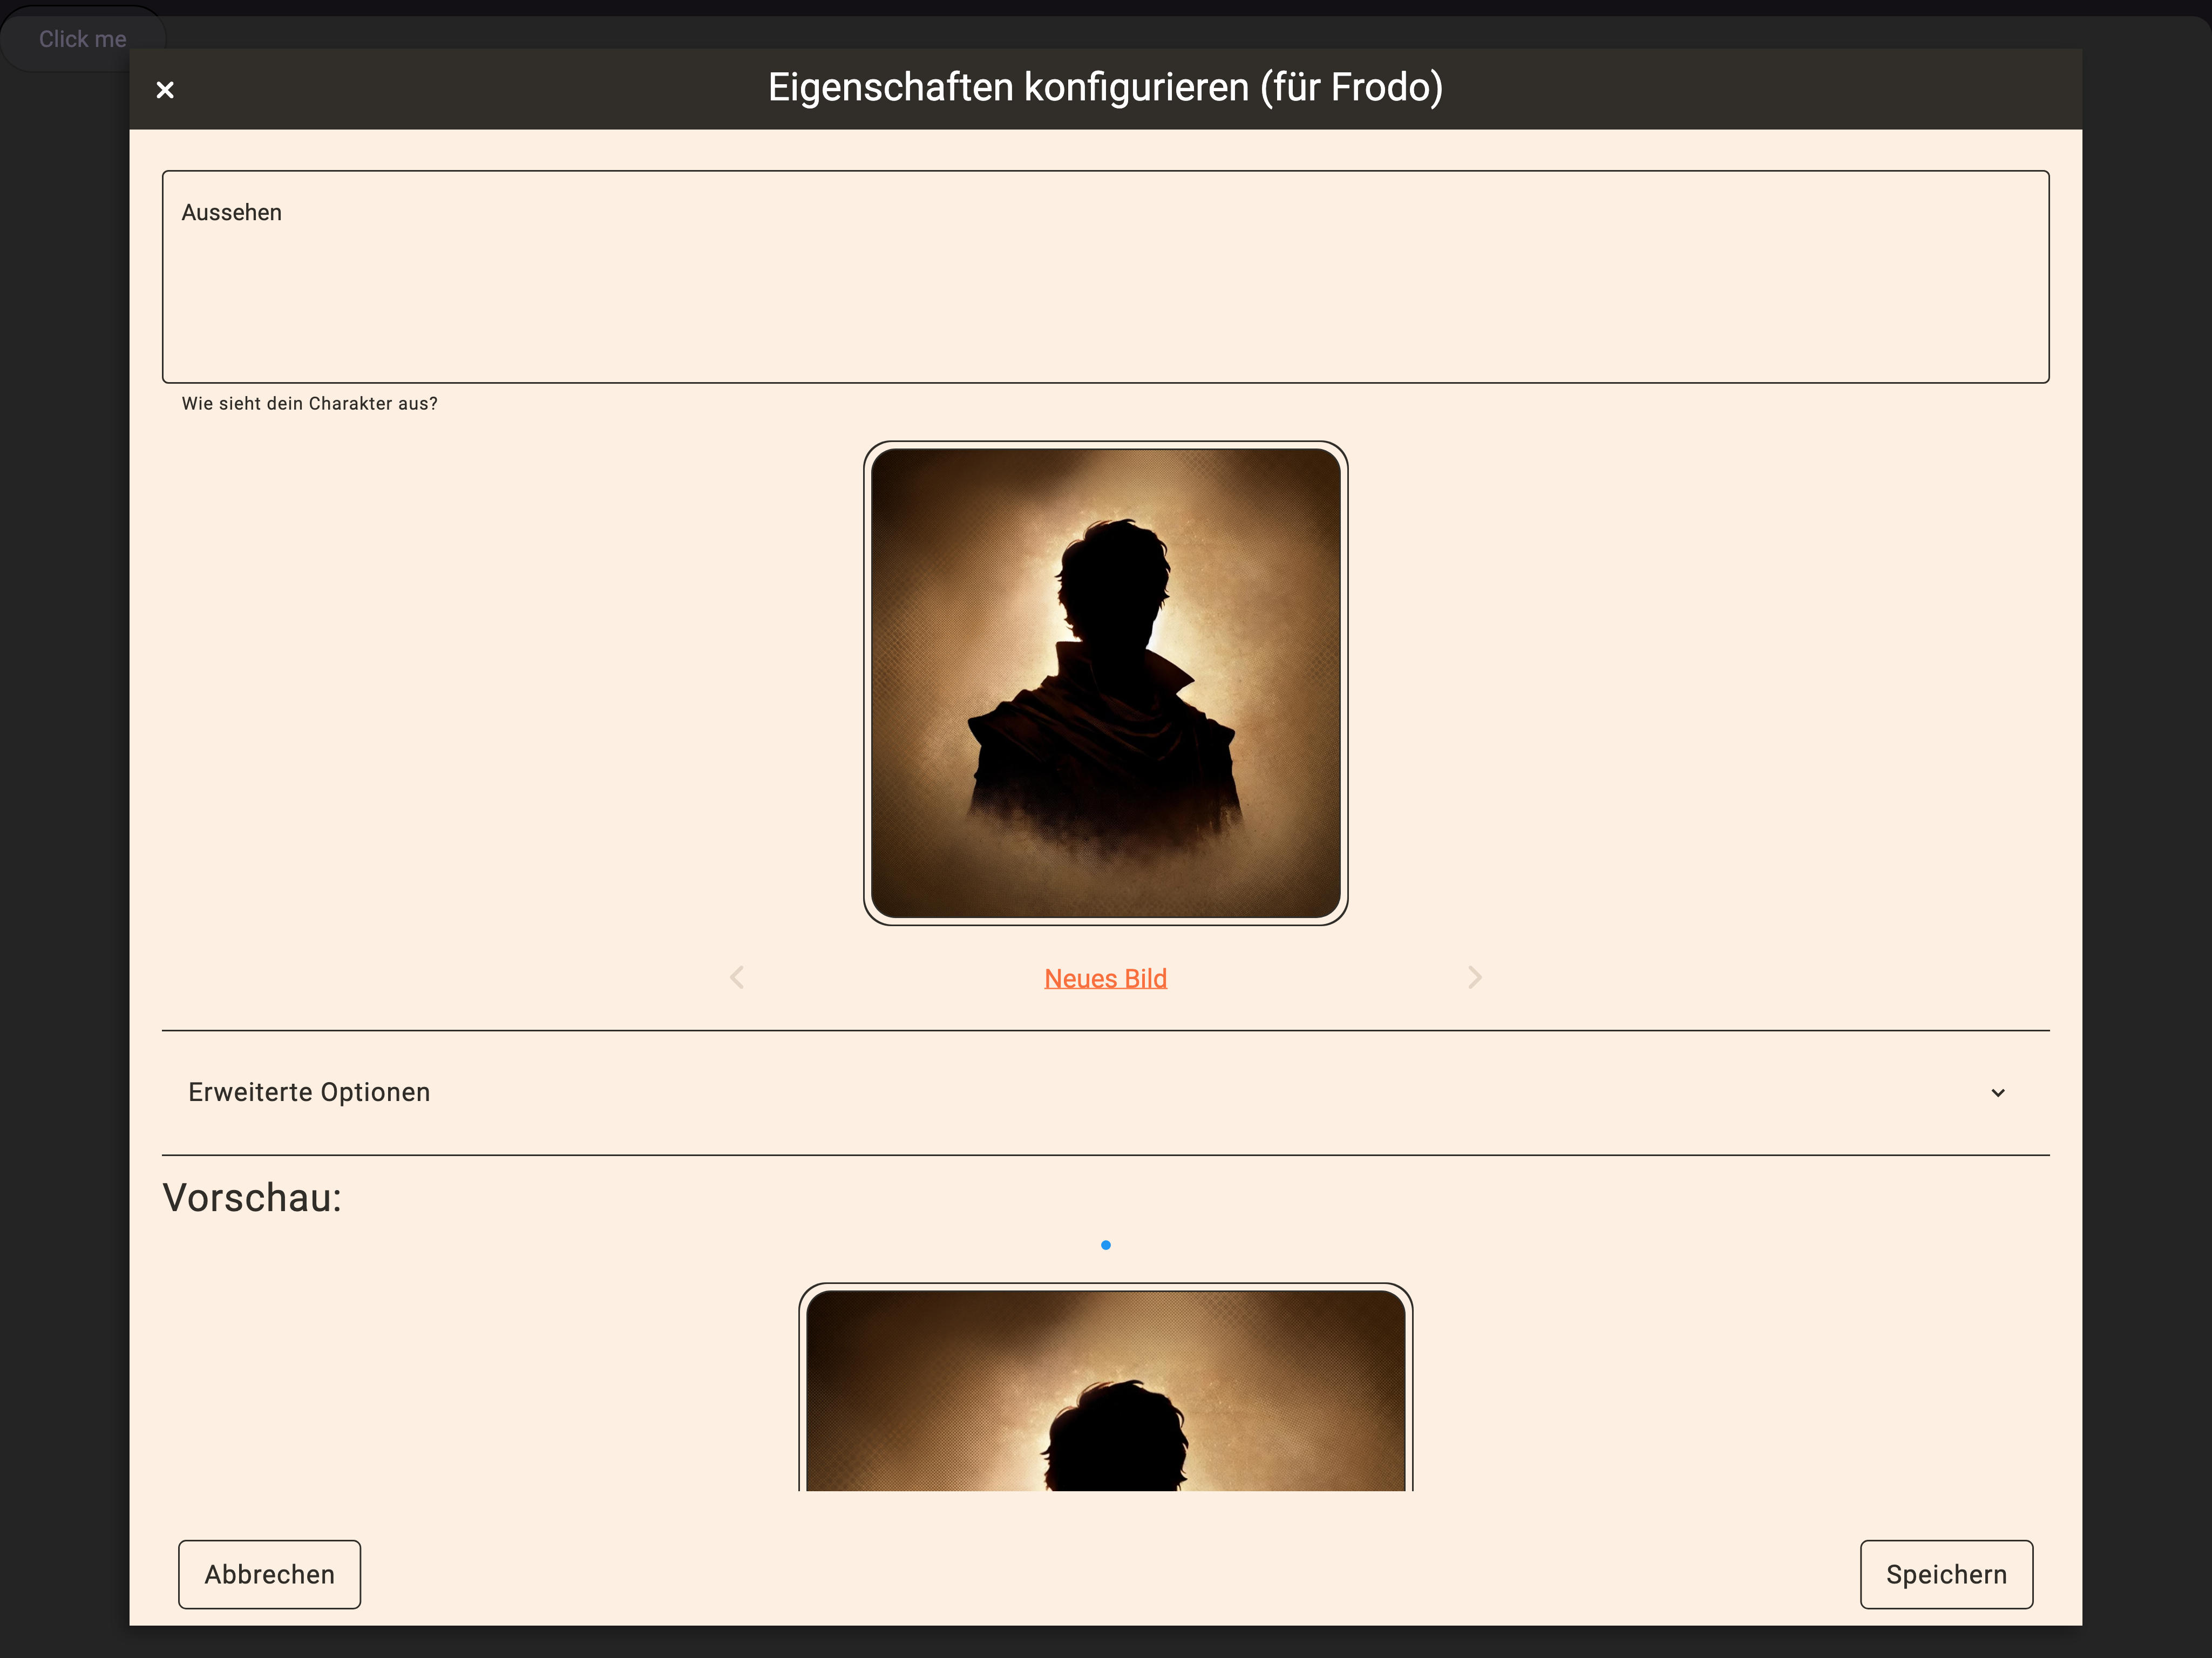 Click me
Eigenschaften konfigurieren (für Frodo)
Aussehen
Wie sieht dein Charakter aus?
Neues Bild
Erweiterte Optionen
Vorschau:
Abbrechen
Speichern